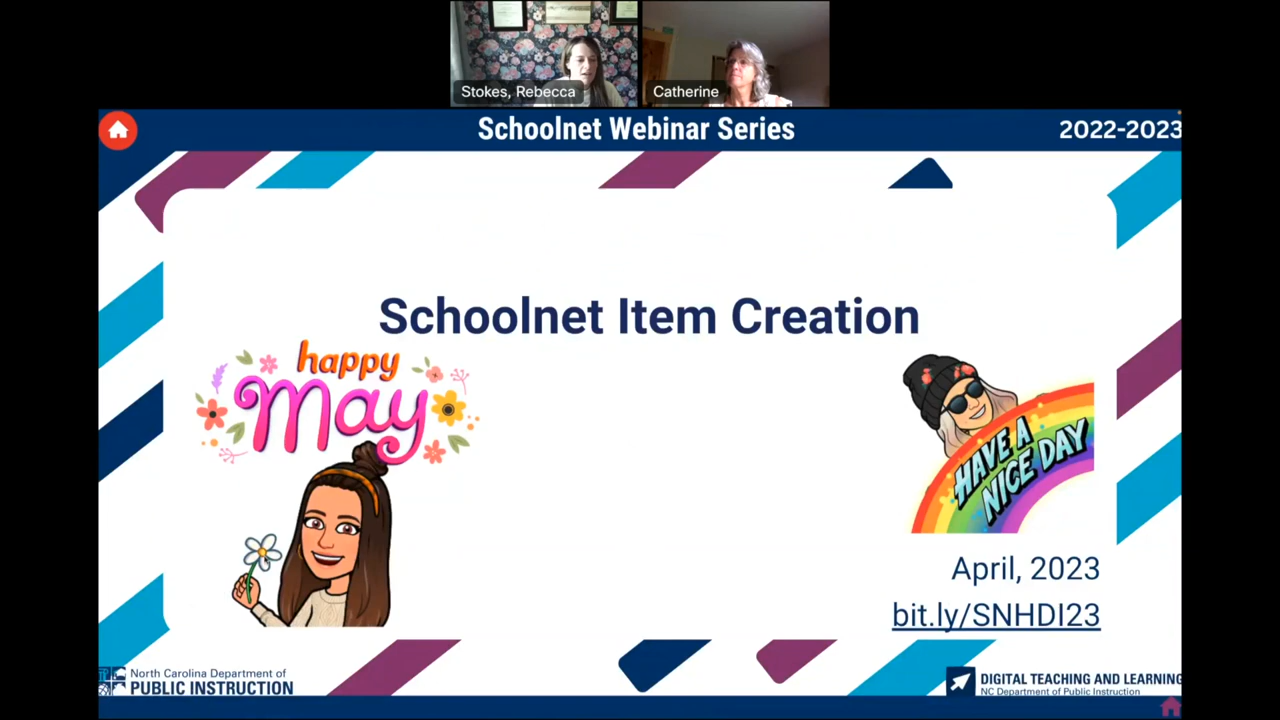 Stokes, Rebecca
Catherine
Schoolnet Webinar Series
2022-2023
Schoolnet Item Creation
happy
May
HAVE A
NICE DAY
April, 2023
bit.ly/SNHDI23
North Carolina Department of
PUBLIC INSTRUCTION
DIGITAL TEACHING AND LEARNING
NC Department of Public Instruction